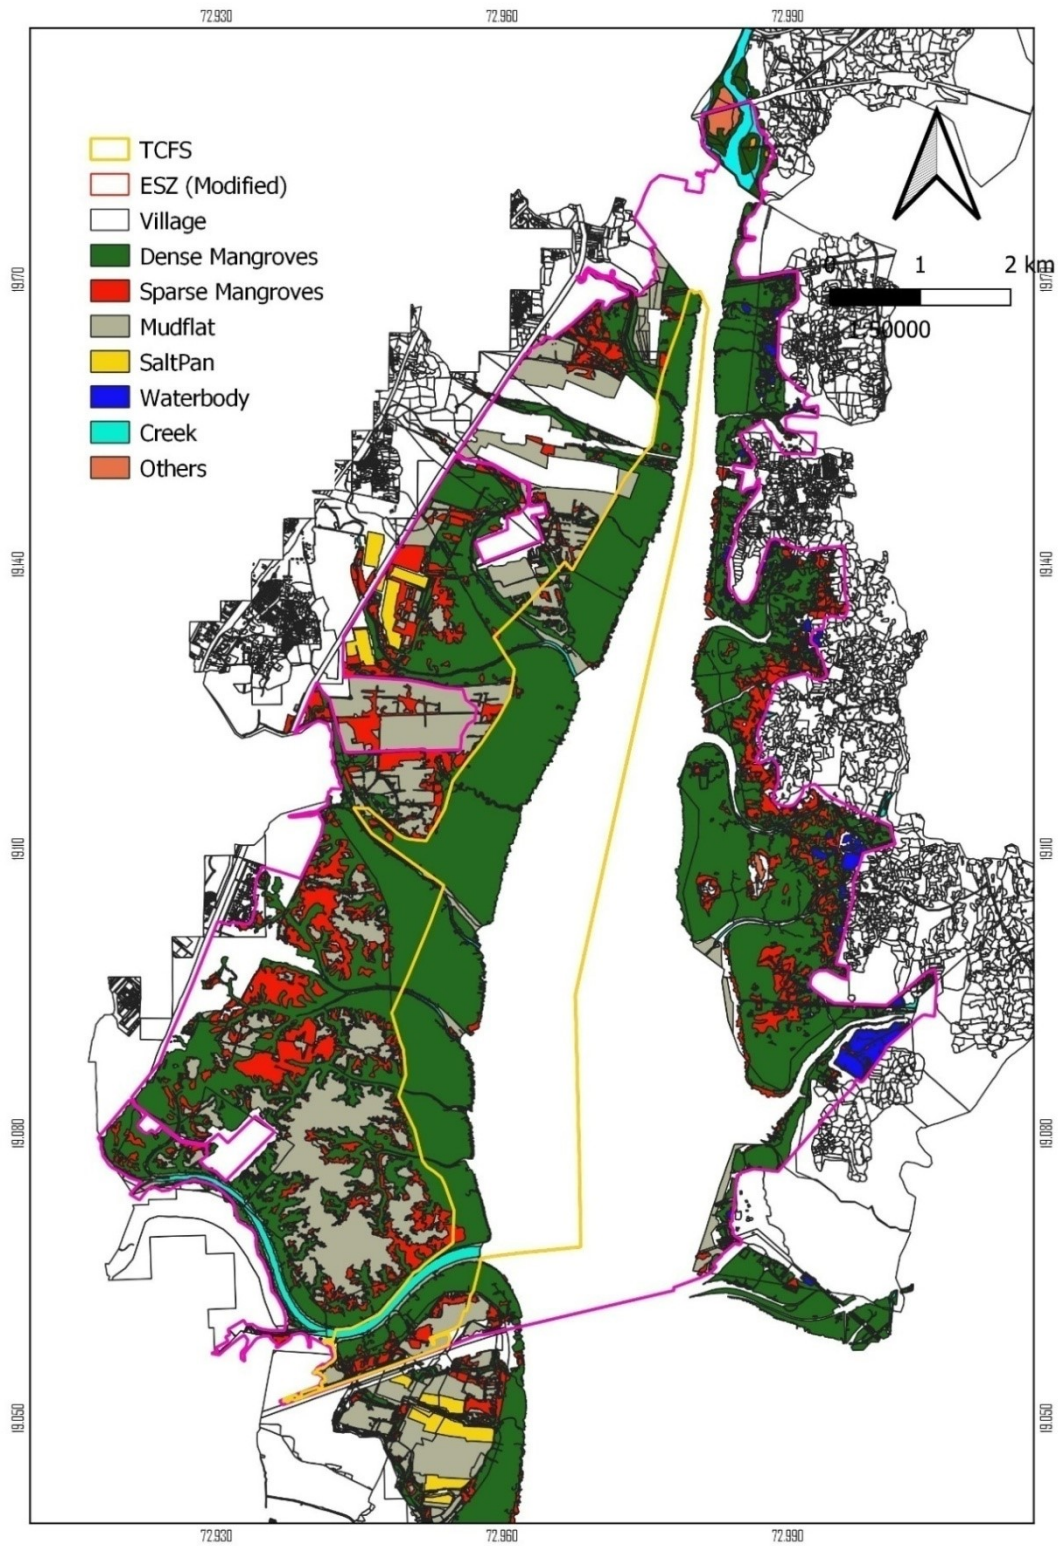 72.930 72.960 72.990
TCFS
ESZ (Modified)
Village
Dense Mangroves
Sparse Mangroves
Mudflat
SaltPan
Waterbody
Creek
Others
0 1 2 km
1:50000
19.170 19.170
19.140 19.140
19.110 19.110
19.080 19.080
19.050 19.050
72.930 72.960 72.990